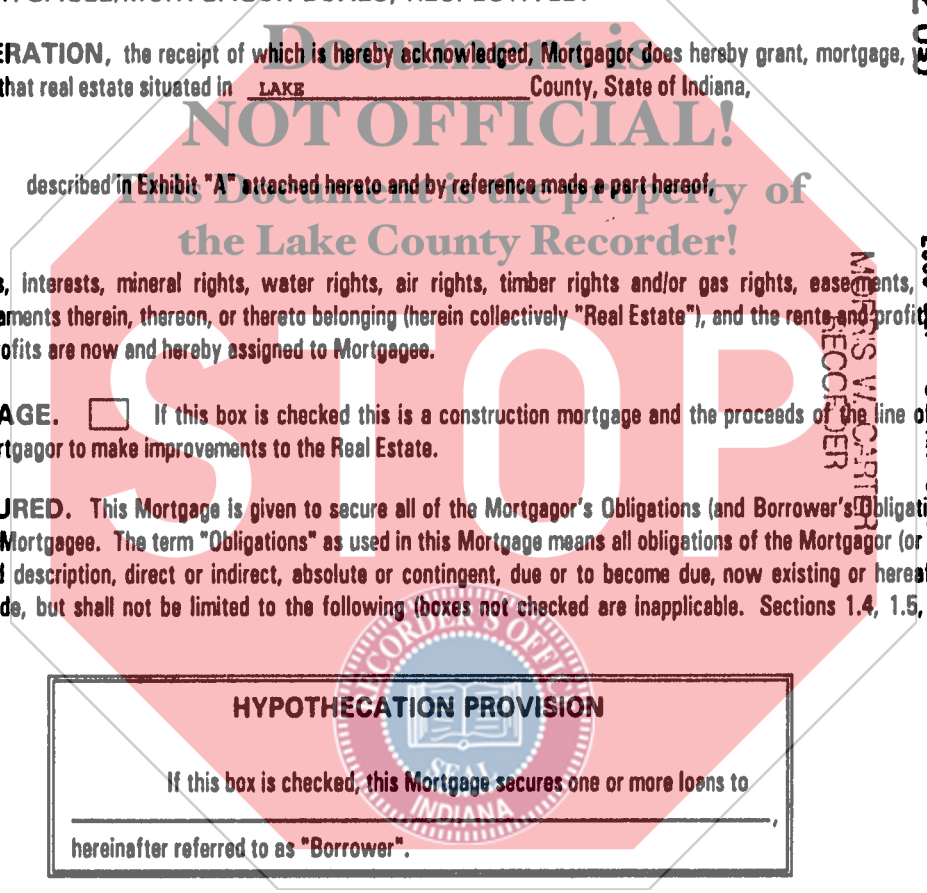 ERATION, the receipt of which is hereby acknowledged, Mortgagor does hereby grant, mortgage,
that real estate situated in LAKE County, State of Indiana,
Document is
NOT OFFICIAL!
This Document is the property of
the Lake County Recorder!
described in Exhibit "A" attached hereto and by reference made a part hereof,
s, interests, mineral rights, water rights, air rights, timber rights and/or gas rights, easements,
aments therein, thereon, or thereto belonging (herein collectively "Real Estate"), and the rents and profit
ofits are now and hereby assigned to Mortgagee.
STOP
MORRIS W. CARTER
RECORDER
AGE. If this box is checked this is a construction mortgage and the proceeds of the line of
rtgagor to make improvements to the Real Estate.
URED. This Mortgage is given to secure all of the Mortgagor's Obligations (and Borrower's Obligati
Mortgagee. The term "Obligations" as used in this Mortgage means all obligations of the Mortgagor (or
d description, direct or indirect, absolute or contingent, due or to become due, now existing or hereaf
de, but shall not be limited to the following (boxes not checked are inapplicable. Sections 1.4, 1.5,
RECORDER'S OFFIC
SEAL
INDIANA
HYPOTHECATION PROVISION
If this box is checked, this Mortgage secures one or more loans to
,
hereinafter referred to as "Borrower".